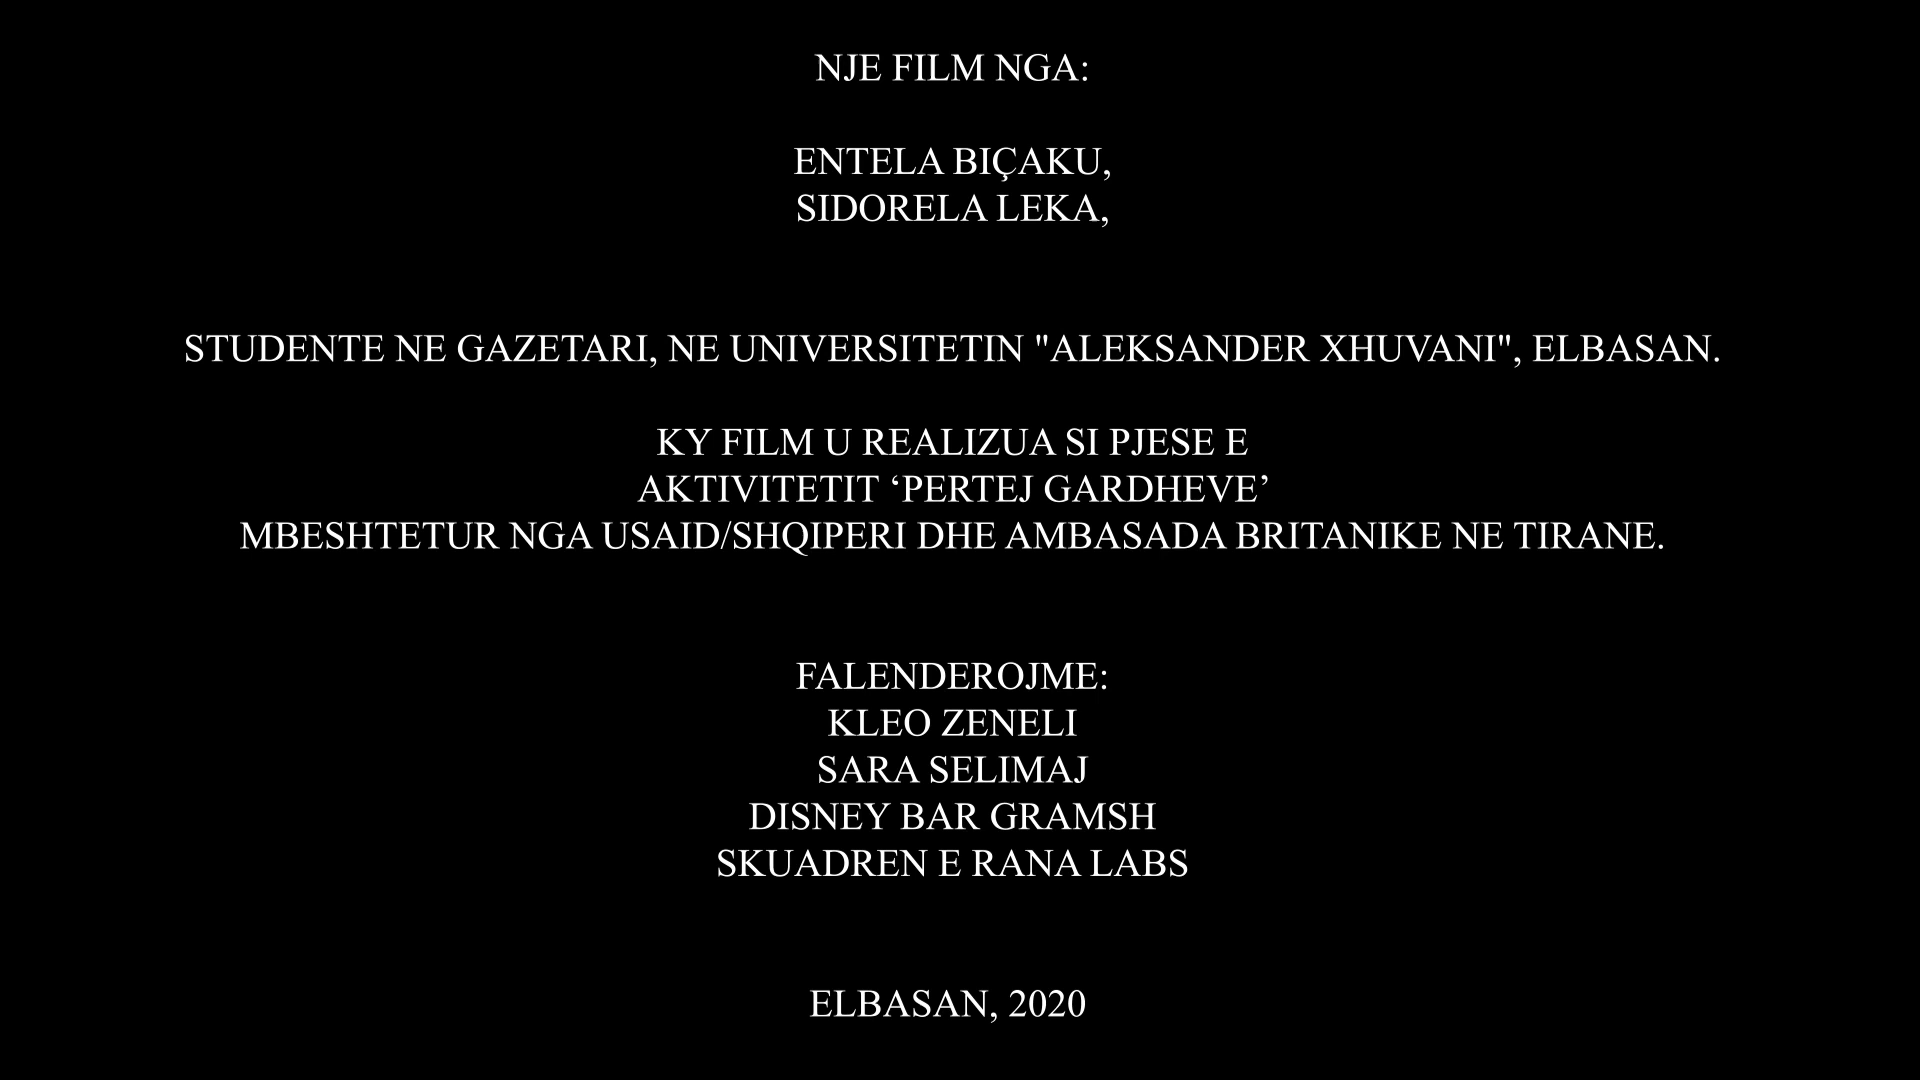 NJE FILM NGA:
ENTELA BIÇAKU,
SIDORELA LEKA,
STUDENTE NE GAZETARI, NE UNIVERSITETIN "ALEKSANDER XHUVANI", ELBASAN.
KY FILM U REALIZUA SI PJESE E
AKTIVITETIT ‘PERTEJ GARDHEVE’
MBESHTETUR NGA USAID/SHQIPERI DHE AMBASADA BRITANIKE NE TIRANE.
FALENDEROJME:
KLEO ZENELI
SARA SELIMAJ
DISNEY BAR GRAMSH
SKUADREN E RANA LABS
ELBASAN, 2020